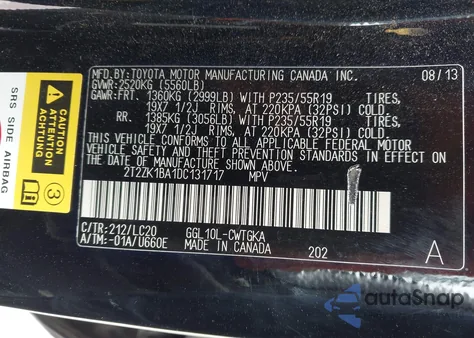 MFD.BY:TOYOTA MOTOR MANUFACTURING CANADA INC. 08/13
GVWR:2520KG (5560LB)
GAWR:FRT. 1360KG (2999LB) WITH P235/55R19 TIRES,
19X7 1/2J RIMS, AT 220KPA (32PSI) COLD.
RR. 1385KG (3056LB) WITH P235/55R19 TIRES,
19X7 1/2J RIMS, AT 220KPA (32PSI) COLD.
THIS VEHICLE CONFORMS TO ALL APPLICABLE FEDERAL MOTOR
VEHICLE SAFETY STANDARDS IN EFFECT ON THE DATE OF
MANUFACTURE SHOWN ABOVE.
2T2ZK1BA1DC131717 MPV
C/TR:212/LC20 GGL10L-CWTGKA
A/TM:-01A/U660E MADE IN CANADA 202 A
SRS SIDE AIRBAG
CAUTION
ATTENTION
ACHTUNG
3
autoSnap